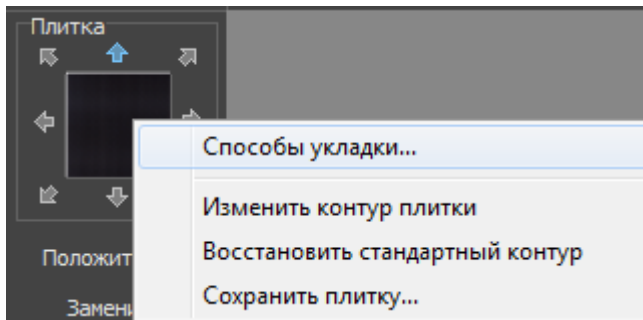 Плитка
Способы укладки...
Изменить контур плитки
Восстановить стандартный контур
Сохранить плитку...